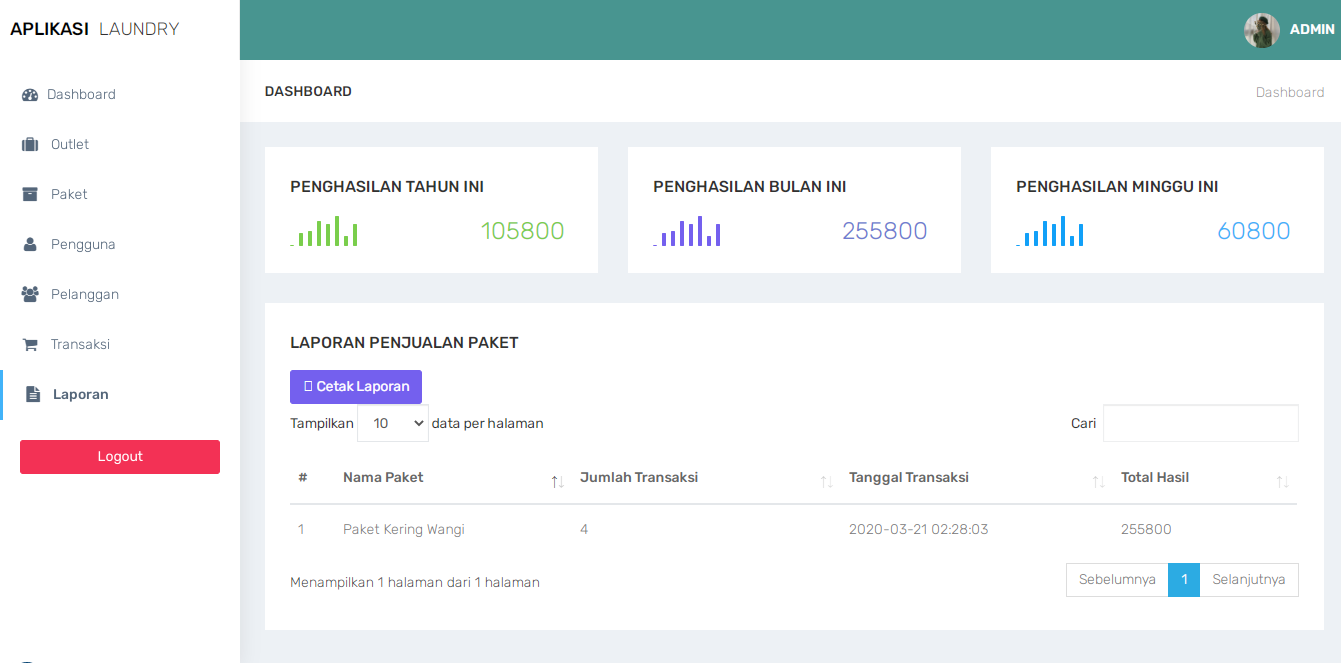 APLIKASI LAUNDRY
ADMIN
Dashboard
Outlet
Paket
Pengguna
Pelanggan
Transaksi
Laporan
Logout
DASHBOARD
Dashboard
PENGHASILAN TAHUN INI
105800
PENGHASILAN BULAN INI
255800
PENGHASILAN MINGGU INI
60800
LAPORAN PENJUALAN PAKET
Cetak Laporan
Tampilkan 10 data per halaman
Cari
# Nama Paket Jumlah Transaksi Tanggal Transaksi Total Hasil
1 Paket Kering Wangi 4 2020-03-21 02:28:03 255800
Menampilkan 1 halaman dari 1 halaman
Sebelumnya 1 Selanjutnya